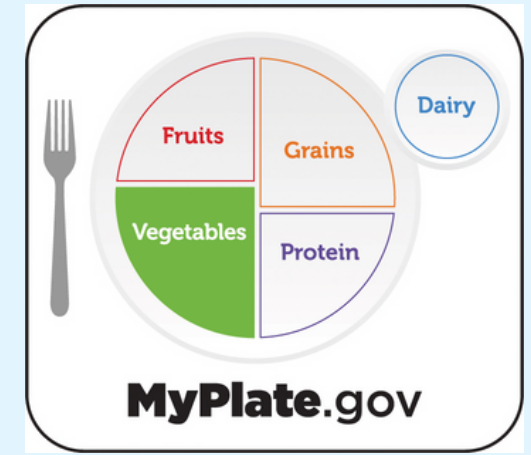 Dairy
Fruits
Grains
Vegetables
Protein
MyPlate.gov